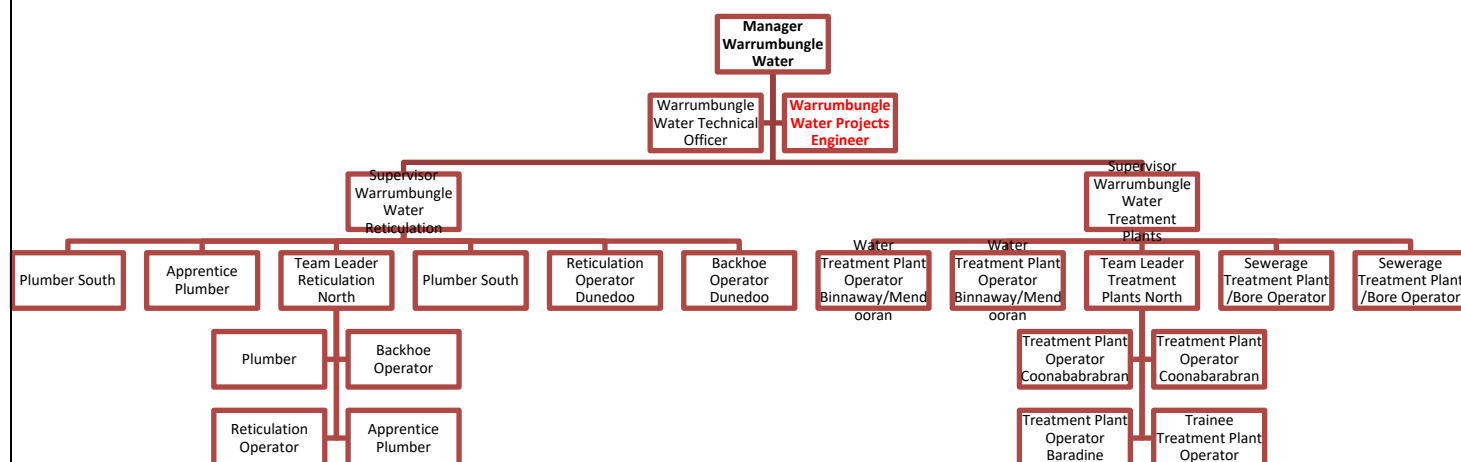 Manager
Warrumbungle
Water
Warrumbungle
Water Technical
Officer
Warrumbungle
Water Projects
Engineer
Supervisor
Warrumbungle
Water
Reticulation
Supervisor
Warrumbungle
Water
Treatment
Plants
Plumber South
Apprentice
Plumber
Team Leader
Reticulation
North
Plumber South
Reticulation
Operator
Dunedoo
Backhoe
Operator
Dunedoo
Water
Treatment Plant
Operator
Binnaway/Mend
ooran
Water
Treatment Plant
Operator
Binnaway/Mend
ooran
Team Leader
Treatment
Plants North
Sewerage
Treatment Plant
/Bore Operator
Sewerage
Treatment Plant
/Bore Operator
Plumber
Backhoe
Operator
Treatment Plant
Operator
Coonababrabran
Treatment Plant
Operator
Coonabarabran
Reticulation
Operator
Apprentice
Plumber
Treatment Plant
Operator
Baradine
Trainee
Treatment Plant
Operator